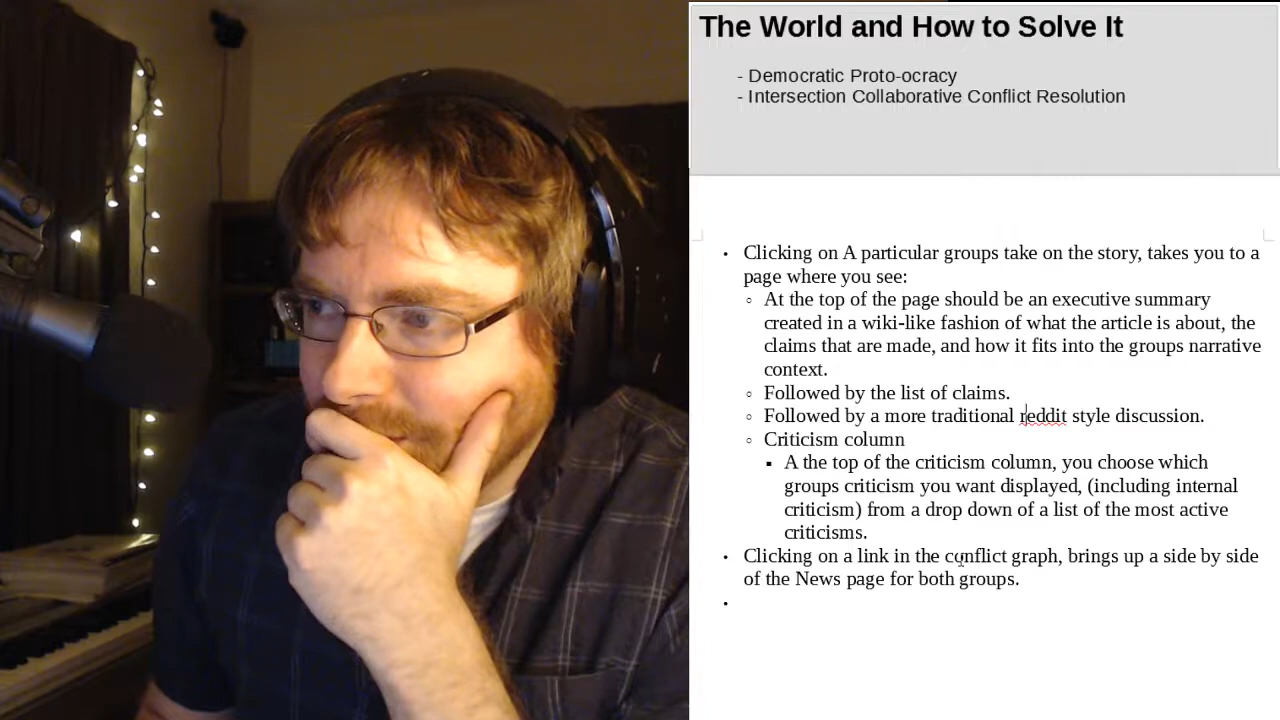 The World and How to Solve It
- Democratic Proto-ocracy
- Intersection Collaborative Conflict Resolution
• Clicking on A particular groups take on the story, takes you to a
page where you see:
◦ At the top of the page should be an executive summary
created in a wiki-like fashion of what the article is about, the
claims that are made, and how it fits into the groups narrative
context.
◦ Followed by the list of claims.
◦ Followed by a more traditional reddit style discussion.
◦ Criticism column
▪ A the top of the criticism column, you choose which
groups criticism you want displayed, (including internal
criticism) from a drop down of a list of the most active
criticisms.
• Clicking on a link in the conflict graph, brings up a side by side
of the News page for both groups.
•